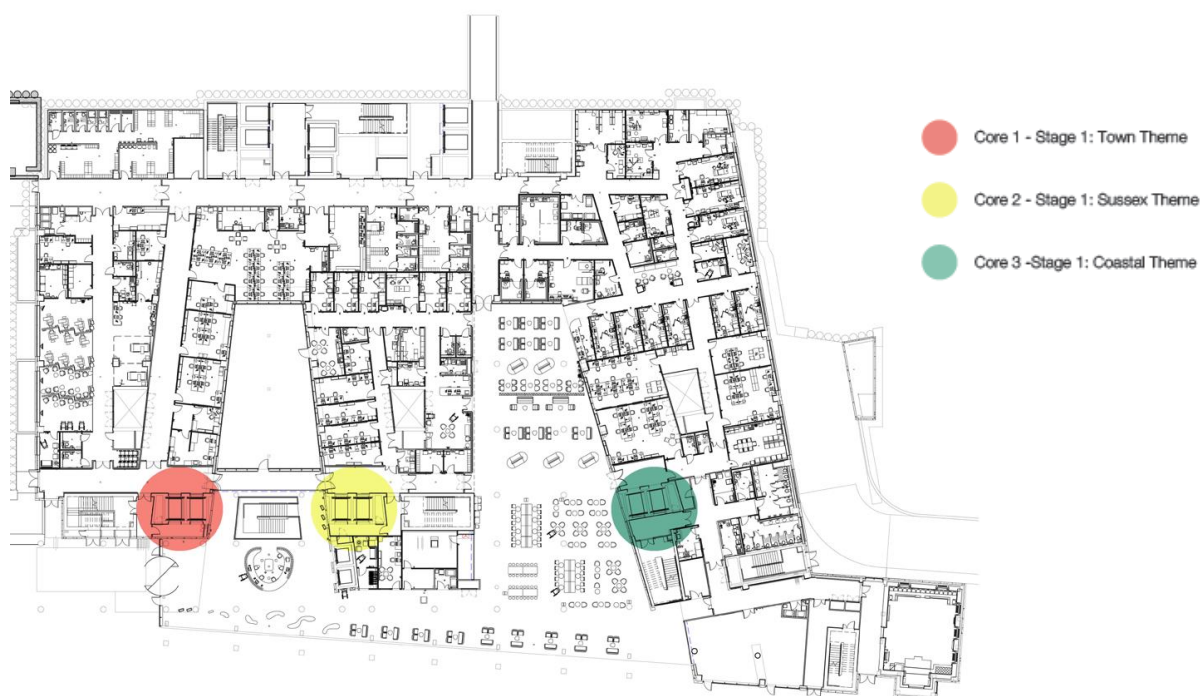 Core 1 - Stage 1: Town Theme
Core 2 - Stage 1: Sussex Theme
Core 3 -Stage 1: Coastal Theme